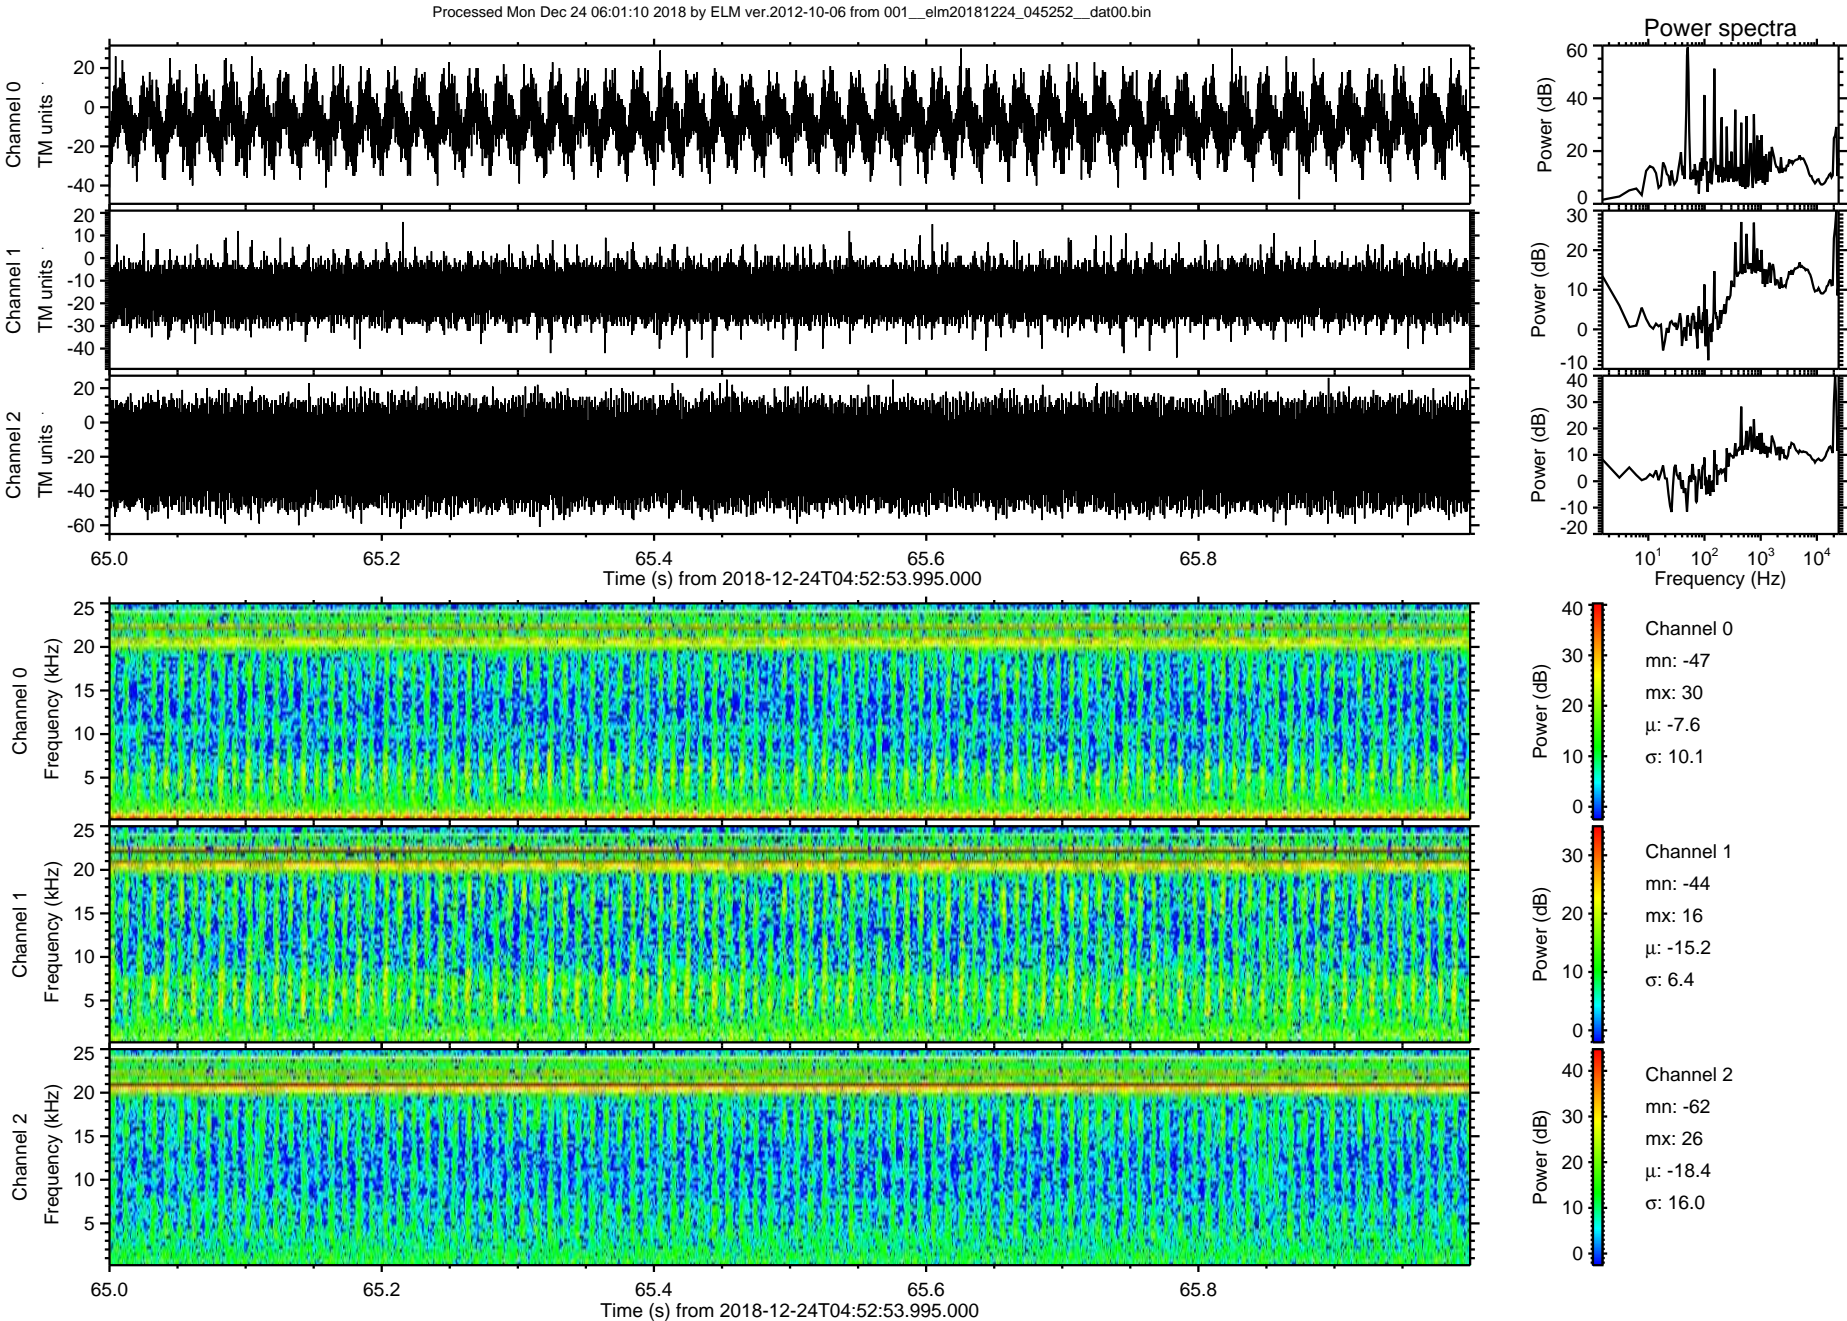 Processed Mon Dec 24 06:01:10 2018 by ELM ver.2012-10-06 from 001__elm20181224_045252__dat00.bin
Power spectra
Channel 0
TM units
20
0
-20
-40
Power (dB)
60
40
20
0
Channel 1
TM units
20
10
0
-10
-20
-30
-40
Power (dB)
30
20
10
0
-10
Channel 2
TM units
20
0
-20
-40
-60
Power (dB)
40
30
20
10
0
-10
-20
65.0 65.2 65.4 65.6 65.8
Time (s) from 2018-12-24T04:52:53.995.000
10^1 10^2 10^3 10^4
Frequency (Hz)
Channel 0
Frequency (kHz)
25
20
15
10
5
Power (dB)
40
30
20
10
0
Channel 0
mn: -47
mx: 30
μ: -7.6
σ: 10.1
Channel 1
Frequency (kHz)
25
20
15
10
5
Power (dB)
30
20
10
0
Channel 1
mn: -44
mx: 16
μ: -15.2
σ: 6.4
Channel 2
Frequency (kHz)
25
20
15
10
5
Power (dB)
40
30
20
10
0
Channel 2
mn: -62
mx: 26
μ: -18.4
σ: 16.0
65.0 65.2 65.4 65.6 65.8
Time (s) from 2018-12-24T04:52:53.995.000